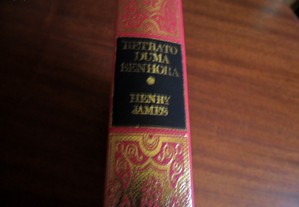 RETRATO
DUMA
SENHORA
HENRY
JAMES